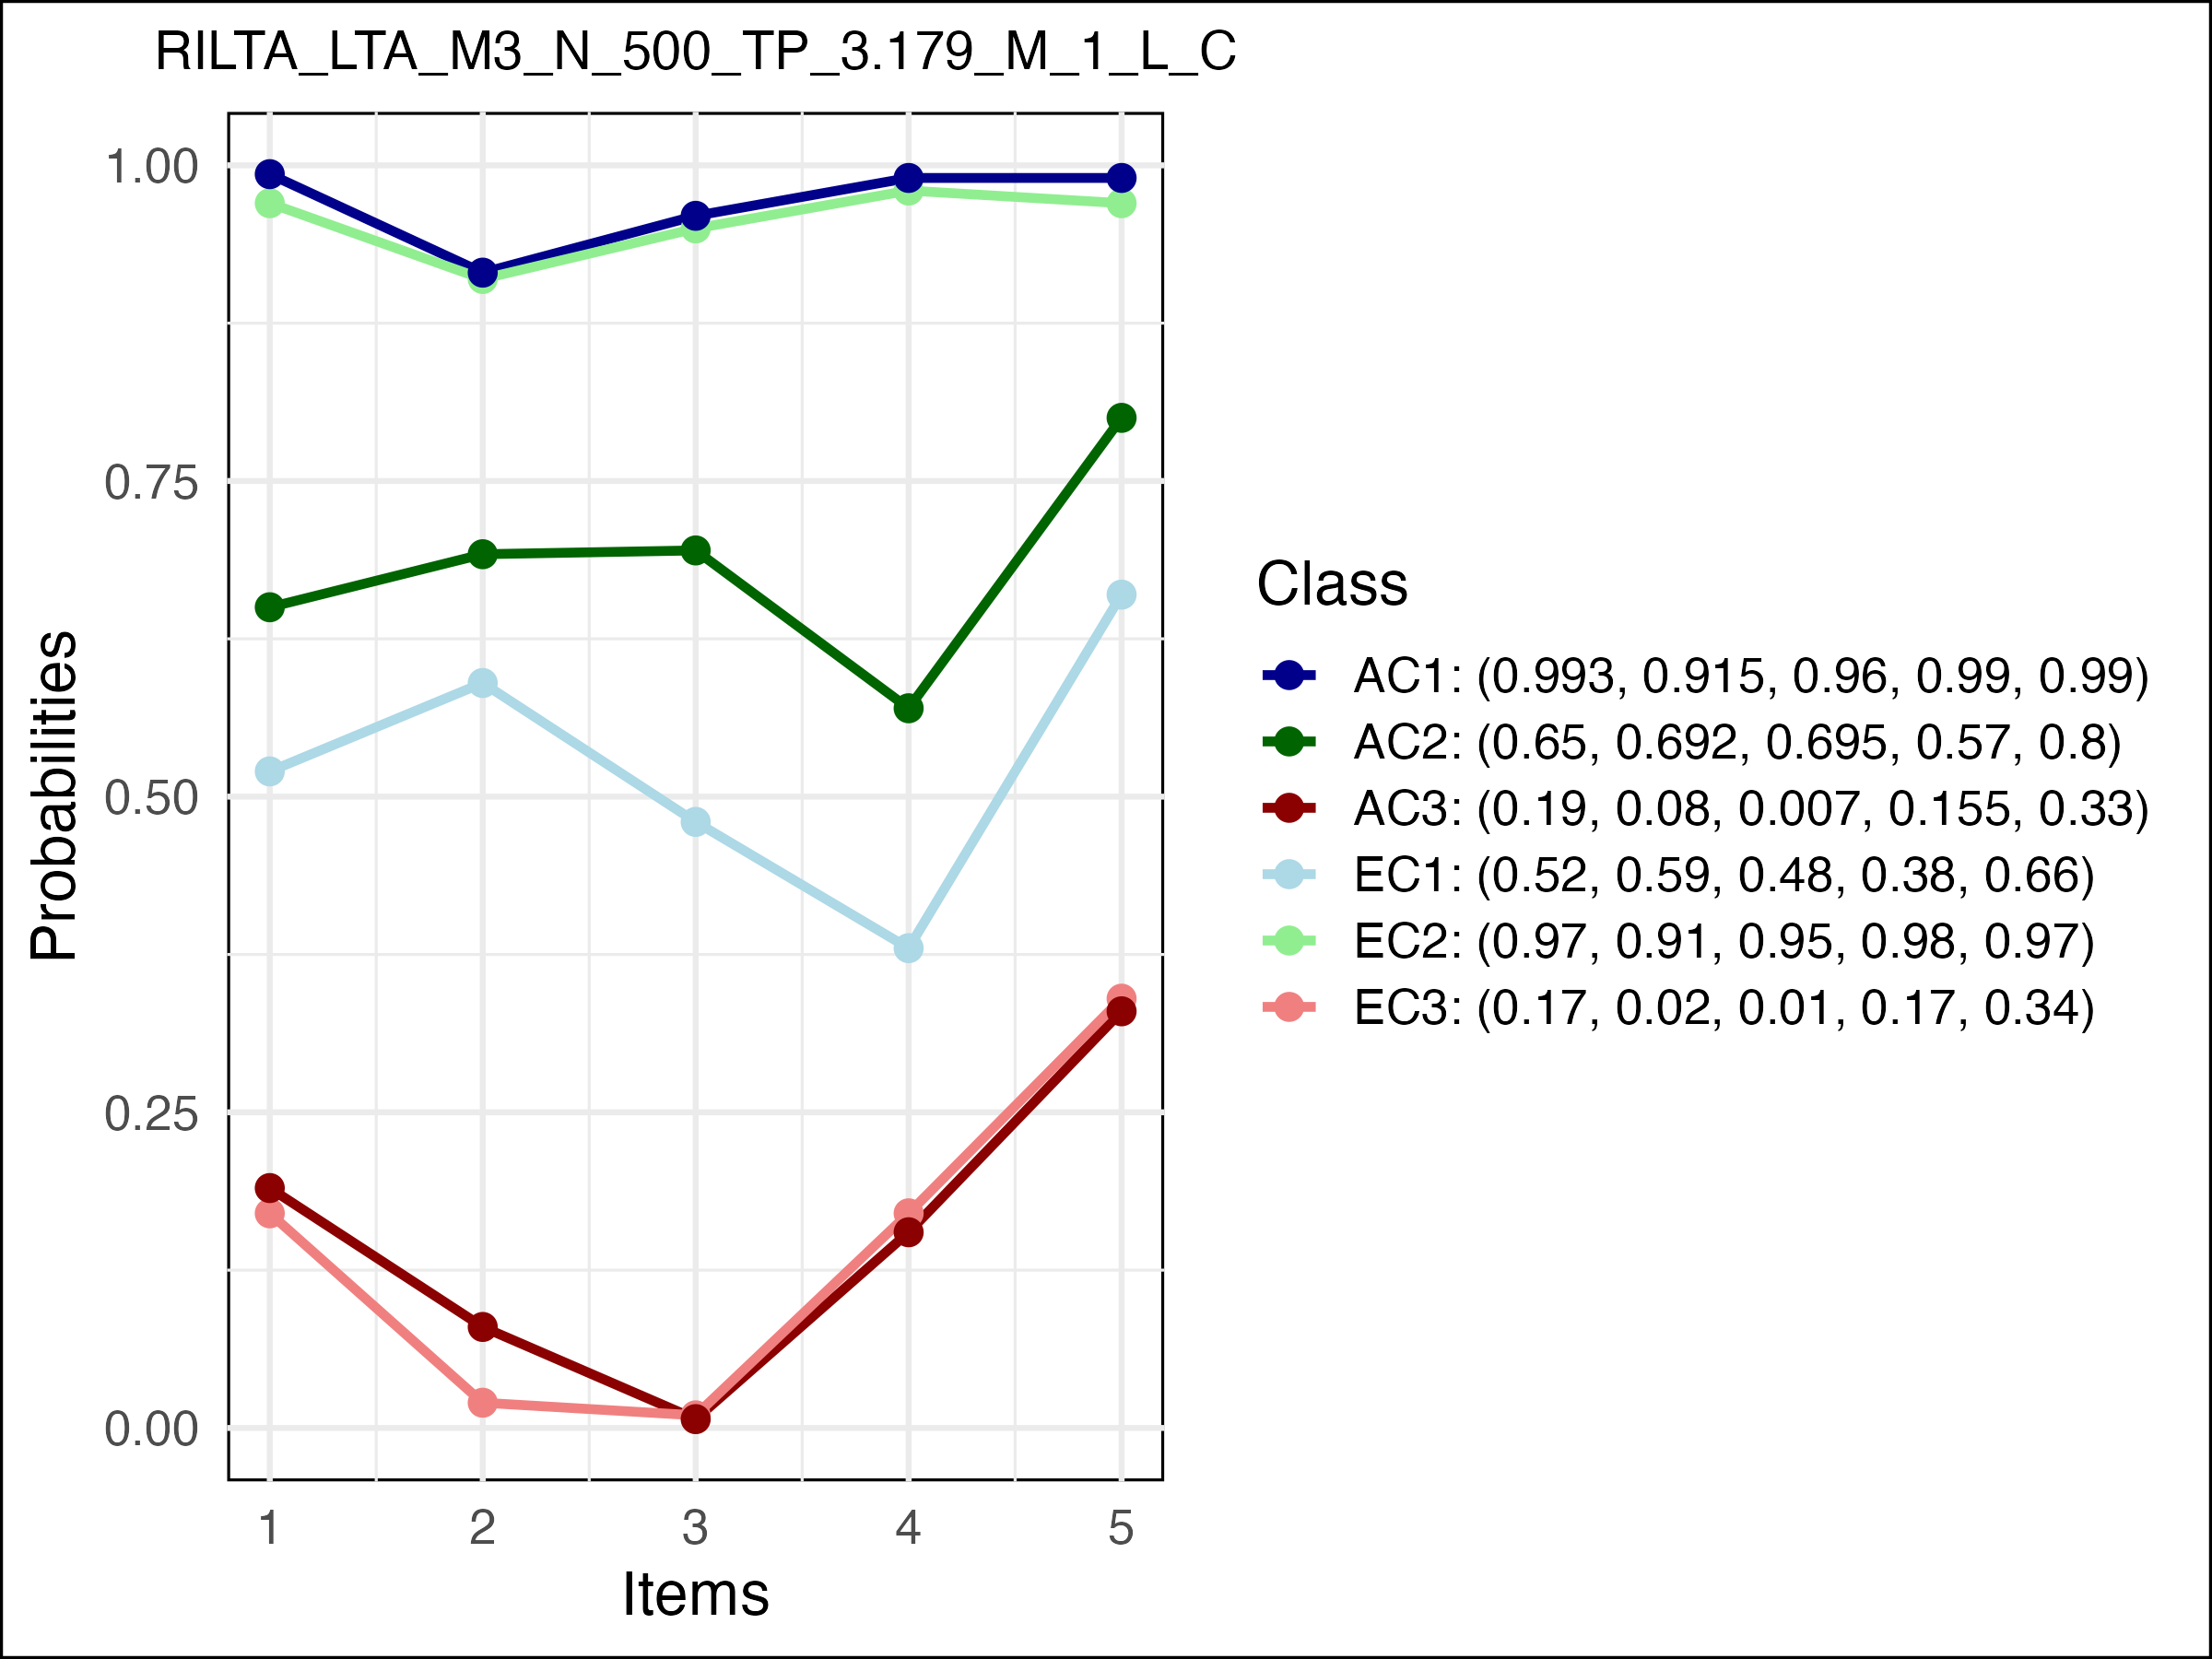 RILTA_LTA_M3_N_500_TP_3.179_M_1_L_C
1.00
0.75
0.50
0.25
0.00
Probabilities
1 2 3 4 5
Items
Class
AC1: (0.993, 0.915, 0.96, 0.99, 0.99)
AC2: (0.65, 0.692, 0.695, 0.57, 0.8)
AC3: (0.19, 0.08, 0.007, 0.155, 0.33)
EC1: (0.52, 0.59, 0.48, 0.38, 0.66)
EC2: (0.97, 0.91, 0.95, 0.98, 0.97)
EC3: (0.17, 0.02, 0.01, 0.17, 0.34)